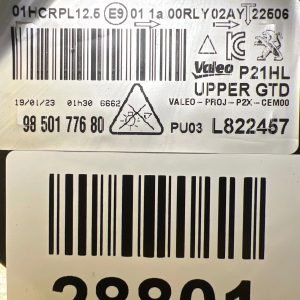 01HCRPL12.5 E9 01 1a 00RLY02AY 22506
Valeo P21HL
UPPER GTD
VALEO-PROJ-P2X-CEM00
19/01/23 01h30 6662
98 501 776 80 PU03 L822457
28801